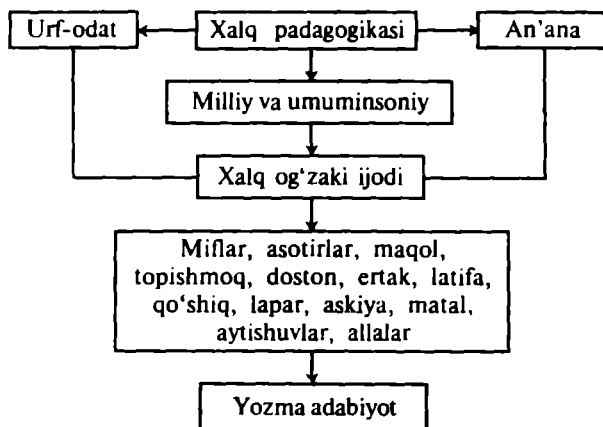 Urf-odat
Xalq padagogikasi
An’ana
Milliy va umuminsoniy
Xalq og‘zaki ijodi
Miflar, asotirlar, maqol,
topishmoq, doston, ertak, latifa,
qo‘shiq, lapar, askiya, matal,
aytishuvlar, allalar
Yozma adabiyot